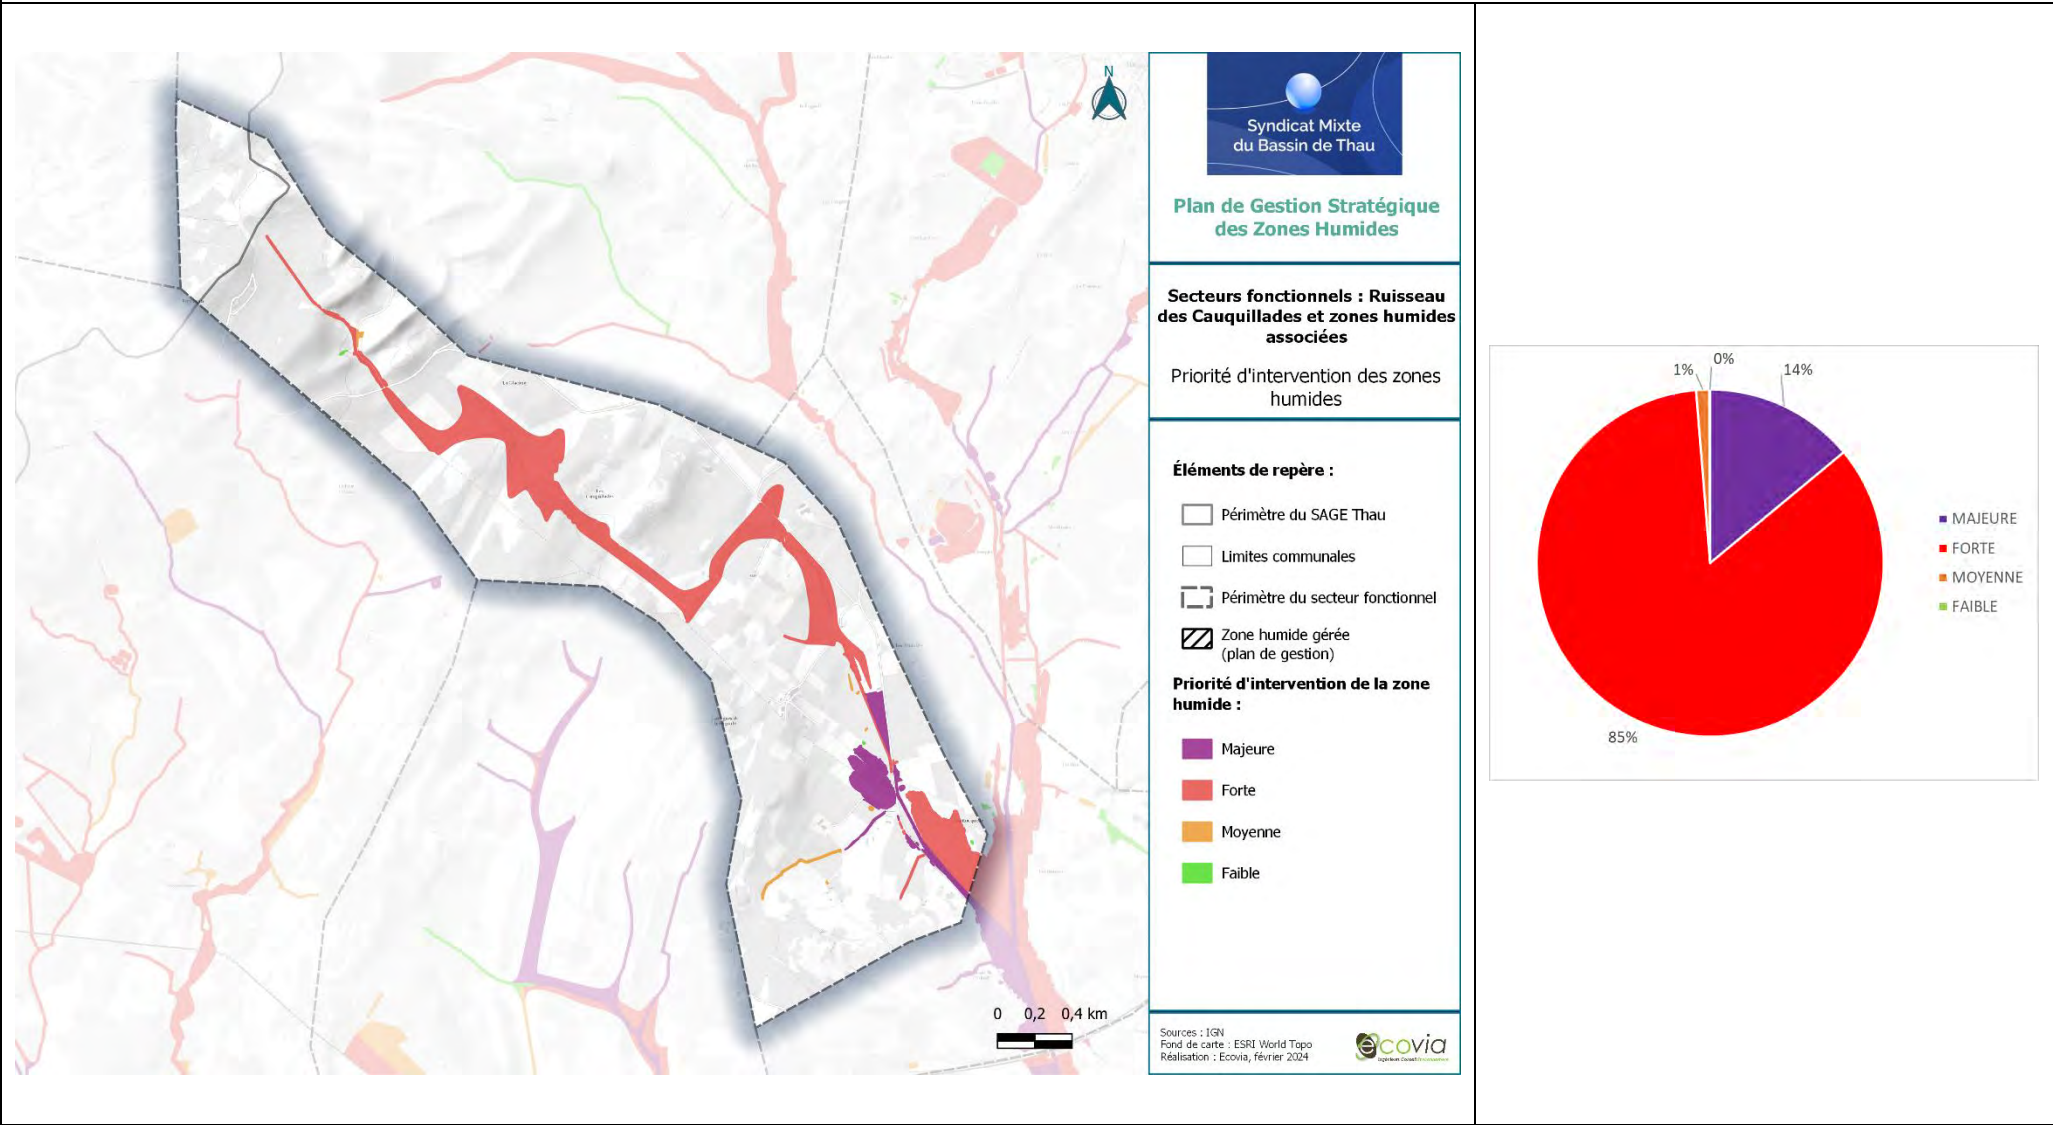 N
0 0,2 0,4 km
Syndicat Mixte
du Bassin de Thau
Plan de Gestion Stratégique
des Zones Humides
Secteurs fonctionnels : Ruisseau
des Cauquillades et zones humides
associées
Priorité d'intervention des zones
humides
Éléments de repère :
Périmètre du SAGE Thau
Limites communales
Périmètre du secteur fonctionnel
Zone humide gérée
(plan de gestion)
Priorité d'intervention de la zone
humide :
Majeure
Forte
Moyenne
Faible
Sources : IGN
Fond de carte : ESRI World Topo
Réalisation : Ecovia, février 2024
ecovia
1%
0%
14%
85%
MAJEURE
FORTE
MOYENNE
FAIBLE